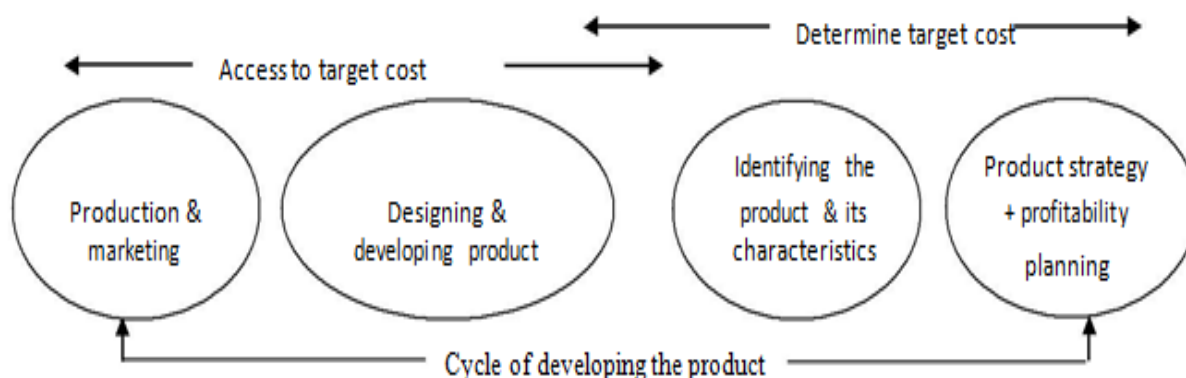 Determine target cost
Access to target cost
Production &
marketing
Designing &
developing product
Identifying the
product & its
characteristics
Product strategy
+ profitability
planning
Cycle of developing the product